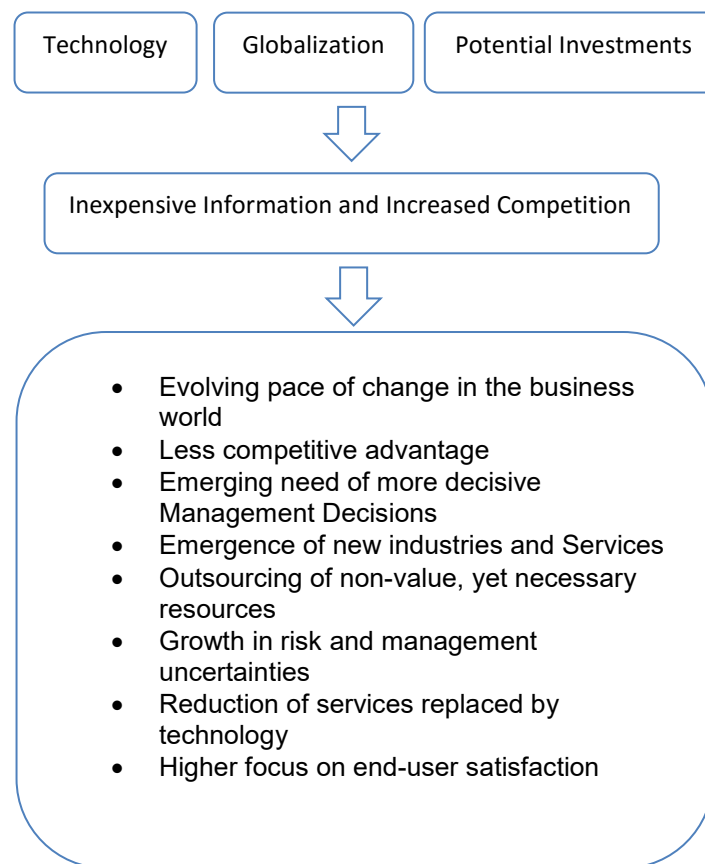 Technology
Globalization
Potential Investments
Inexpensive Information and Increased Competition
• Evolving pace of change in the business
world
• Less competitive advantage
• Emerging need of more decisive
Management Decisions
• Emergence of new industries and Services
• Outsourcing of non-value, yet necessary
resources
• Growth in risk and management
uncertainties
• Reduction of services replaced by
technology
• Higher focus on end-user satisfaction